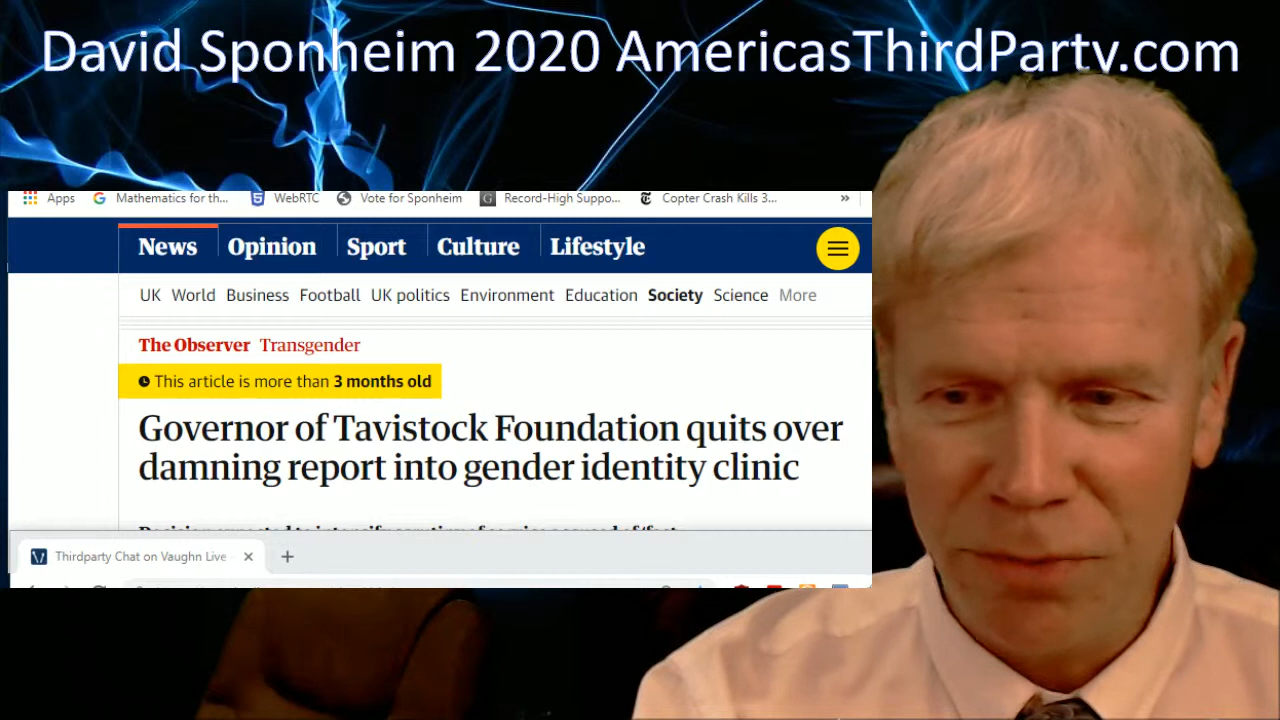 David Sponheim 2020 AmericasThirdParty.com
Apps Mathematics for th... WebRTC Vote for Sponheim Record-High Suppo... Copter Crash Kills 3... »
News Opinion Sport Culture Lifestyle
UK World Business Football UK politics Environment Education Society Science More
The Observer Transgender
This article is more than 3 months old
Governor of Tavistock Foundation quits over
damning report into gender identity clinic
Thirdparty Chat on Vaughn Live